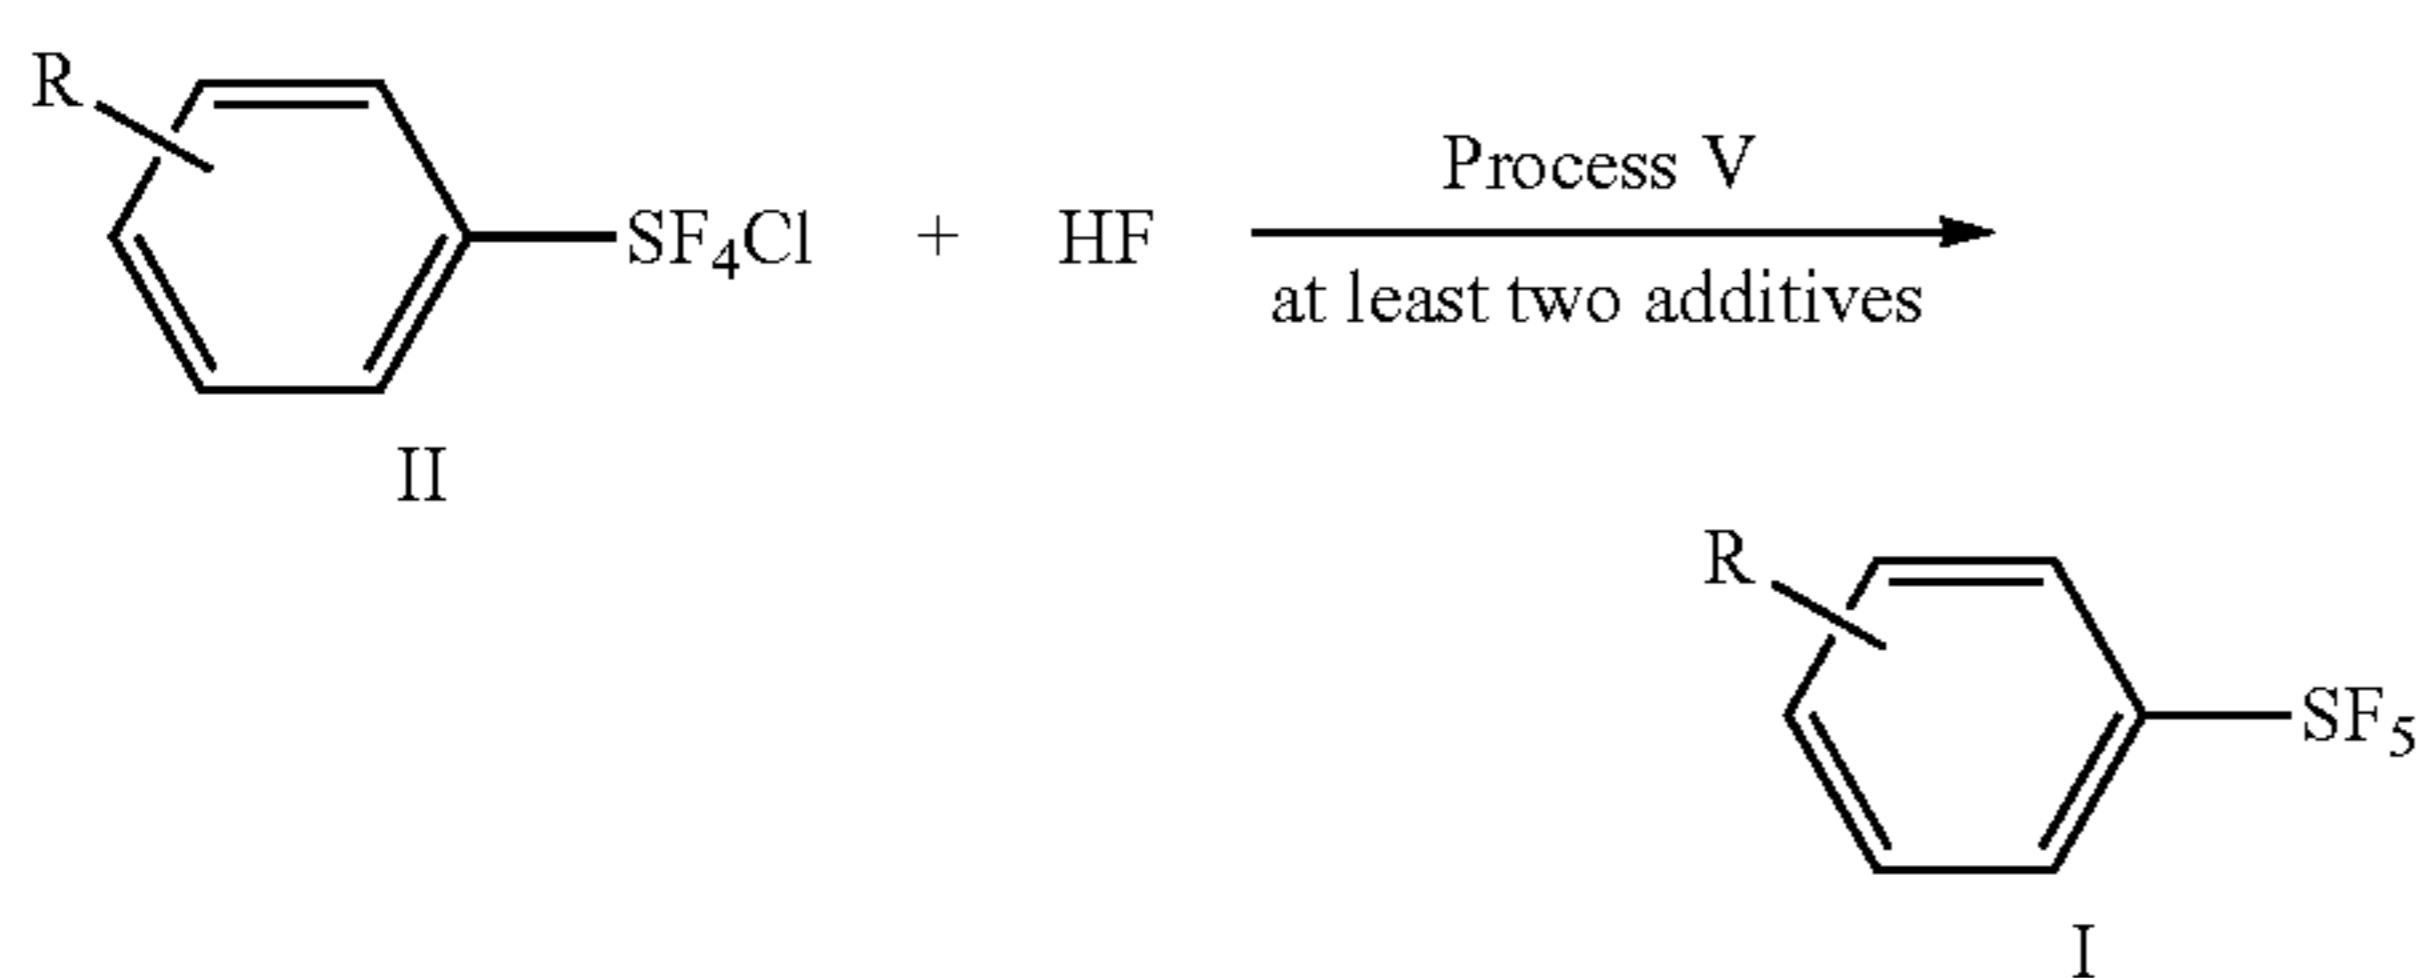 R
Process V
SF4Cl + HF
at least two additives
II
R
SF5
I